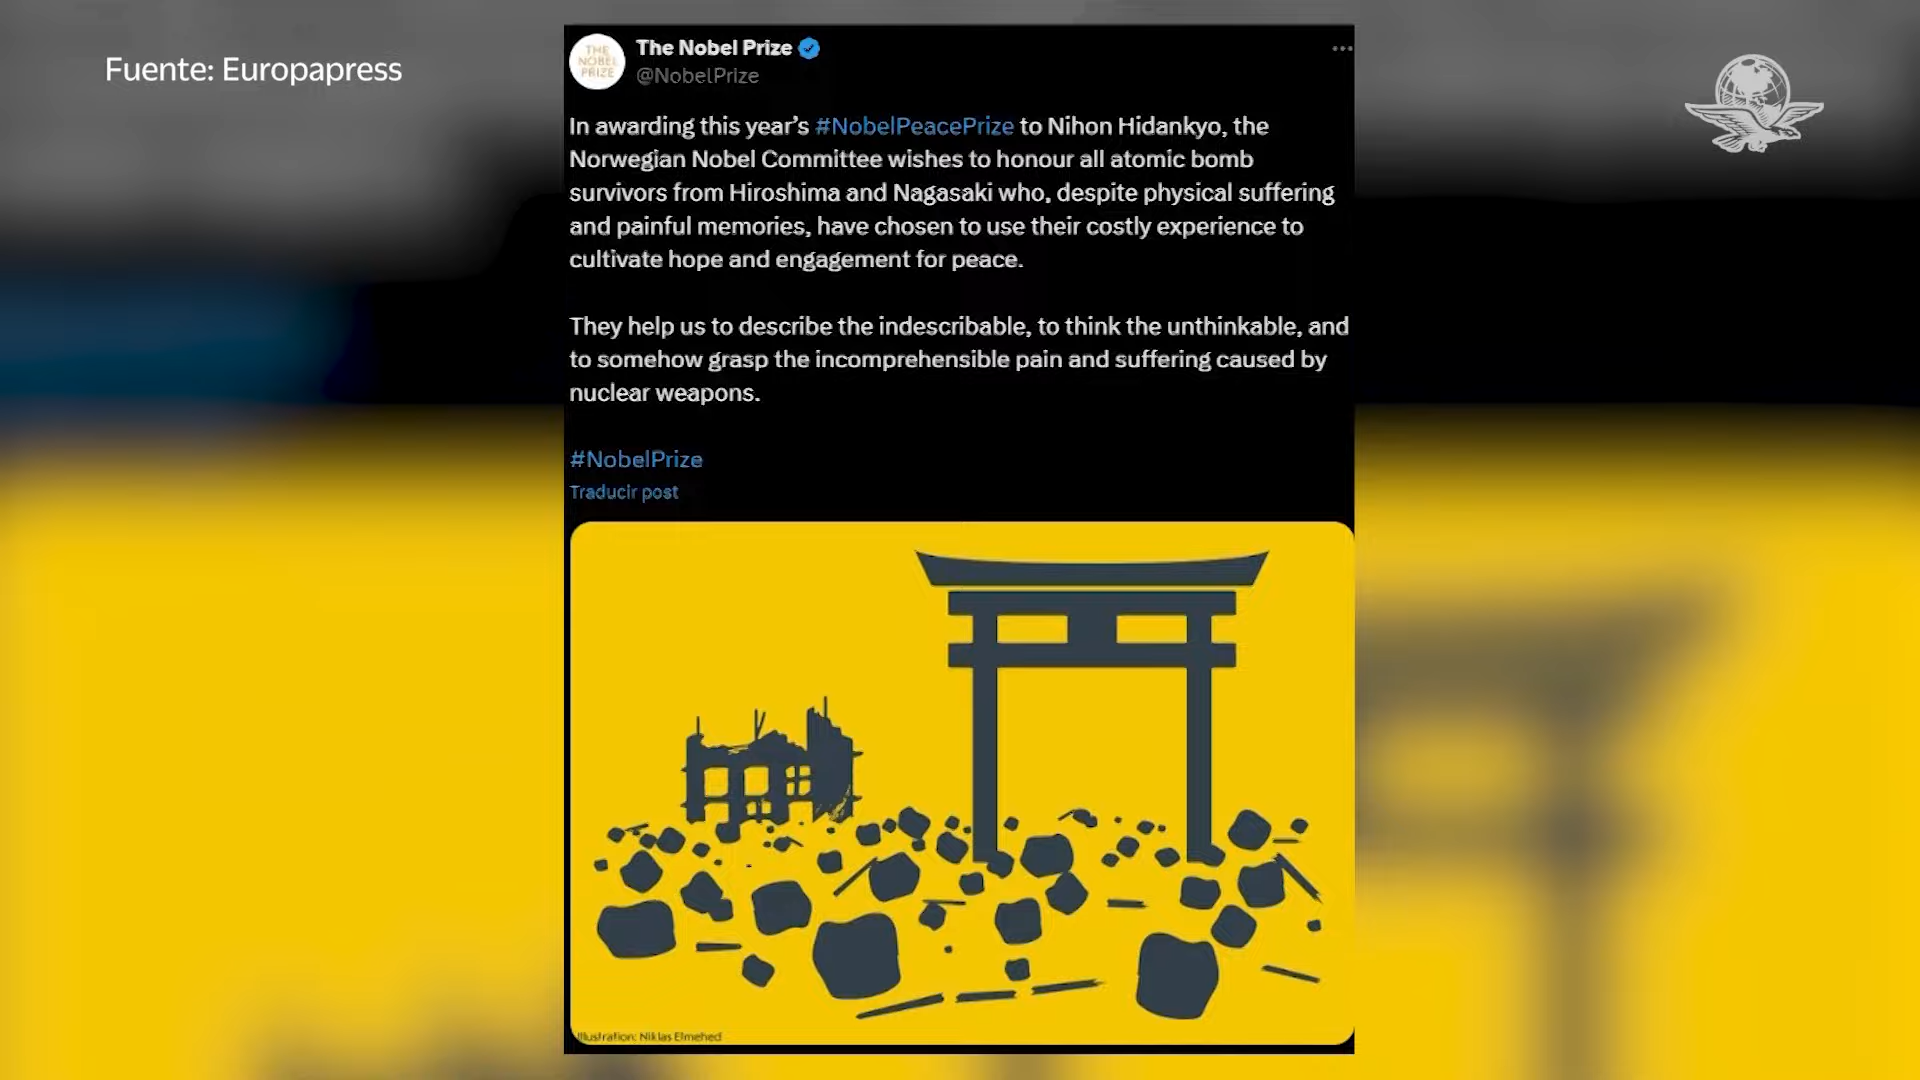 Fuente: Europapress
THE
NOBEL
PRIZE
The Nobel Prize
@NobelPrize
In awarding this year’s #NobelPeacePrize to Nihon Hidankyo, the
Norwegian Nobel Committee wishes to honour all atomic bomb
survivors from Hiroshima and Nagasaki who, despite physical suffering
and painful memories, have chosen to use their costly experience to
cultivate hope and engagement for peace.
They help us to describe the indescribable, to think the unthinkable, and
to somehow grasp the incomprehensible pain and suffering caused by
nuclear weapons.
#NobelPrize
Traducir post
Illustration: Niklas Elmehed